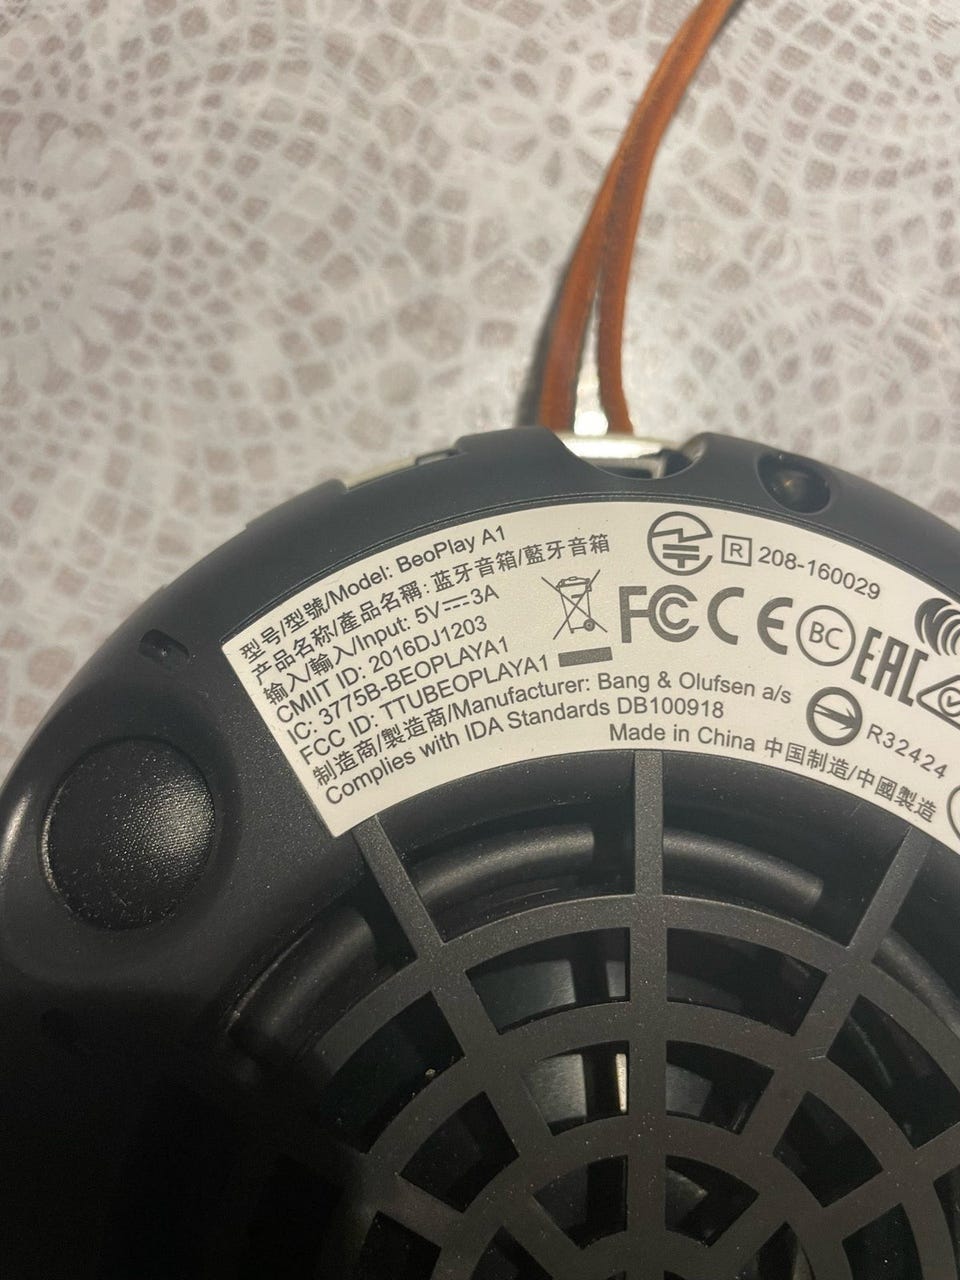 型号/型號/Model: BeoPlay A1
产品名称/產品名稱: 蓝牙音箱/藍牙音箱
输入/輸入/Input: 5V⎓3A
CMIIT ID: 2016DJ1203
IC: 3775B-BEOPLAYA1
FCC ID: TTUBEOPLAYA1
制造商/製造商/Manufacturer: Bang & Olufsen a/s
Complies with IDA Standards DB100918
Made in China 中国制造/中國製造
R 208-160029
FCC CE BC EAC
R32424